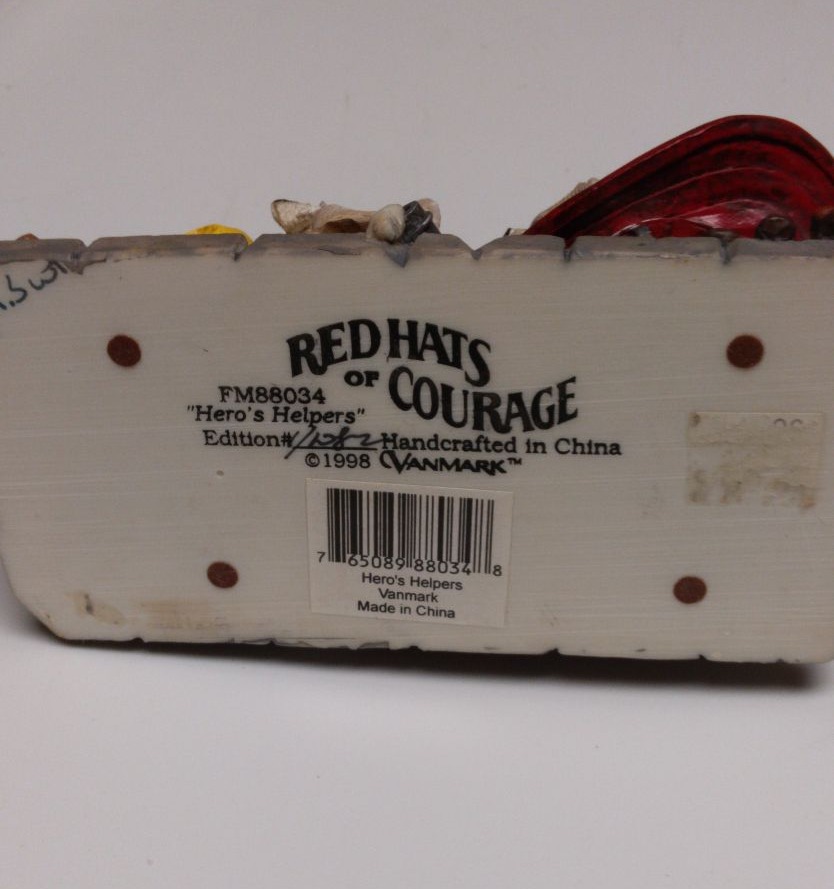 RED HATS
OF COURAGE
FM88034
"Hero's Helpers"
Edition# Handcrafted in China
©1998 VANMARK™
7 65089 88034 8
Hero's Helpers
Vanmark
Made in China